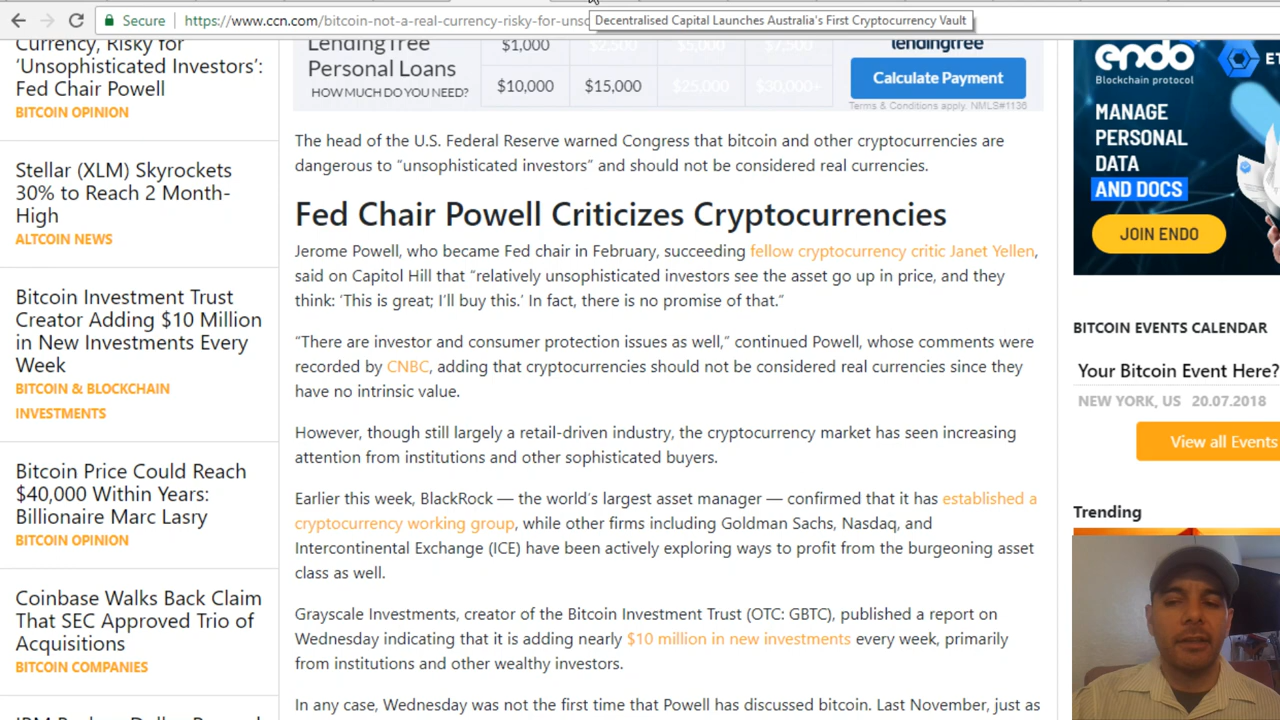 Secure
https://www.ccn.com/bitcoin-not-a-real-currency-risky-for-unsc
Decentralised Capital Launches Australia's First Cryptocurrency Vault
Currency, Risky for
‘Unsophisticated Investors’:
Fed Chair Powell
BITCOIN OPINION
Stellar (XLM) Skyrockets
30% to Reach 2 Month-
High
ALTCOIN NEWS
Bitcoin Investment Trust
Creator Adding $10 Million
in New Investments Every
Week
BITCOIN & BLOCKCHAIN
INVESTMENTS
Bitcoin Price Could Reach
$40,000 Within Years:
Billionaire Marc Lasry
BITCOIN OPINION
Coinbase Walks Back Claim
That SEC Approved Trio of
Acquisitions
BITCOIN COMPANIES
LendingTree
Personal Loans
HOW MUCH DO YOU NEED?
$1,000 $2,500 $5,000 $7,500
$10,000 $15,000 $25,000 $30,000+
lendingtree
Calculate Payment
Terms & Conditions apply. NMLS#1136
The head of the U.S. Federal Reserve warned Congress that bitcoin and other cryptocurrencies are
dangerous to “unsophisticated investors” and should not be considered real currencies.
Fed Chair Powell Criticizes Cryptocurrencies
Jerome Powell, who became Fed chair in February, succeeding fellow cryptocurrency critic Janet Yellen,
said on Capitol Hill that “relatively unsophisticated investors see the asset go up in price, and they
think: ‘This is great; I’ll buy this.’ In fact, there is no promise of that.”
“There are investor and consumer protection issues as well,” continued Powell, whose comments were
recorded by CNBC, adding that cryptocurrencies should not be considered real currencies since they
have no intrinsic value.
However, though still largely a retail-driven industry, the cryptocurrency market has seen increasing
attention from institutions and other sophisticated buyers.
Earlier this week, BlackRock — the world’s largest asset manager — confirmed that it has established a
cryptocurrency working group, while other firms including Goldman Sachs, Nasdaq, and
Intercontinental Exchange (ICE) have been actively exploring ways to profit from the burgeoning asset
class as well.
Grayscale Investments, creator of the Bitcoin Investment Trust (OTC: GBTC), published a report on
Wednesday indicating that it is adding nearly $10 million in new investments every week, primarily
from institutions and other wealthy investors.
In any case, Wednesday was not the first time that Powell has discussed bitcoin. Last November, just as
endo
Blockchain protocol
MANAGE
PERSONAL
DATA
AND DOCS
JOIN ENDO
BITCOIN EVENTS CALENDAR
Your Bitcoin Event Here?
NEW YORK, US 20.07.2018
View all Events
Trending